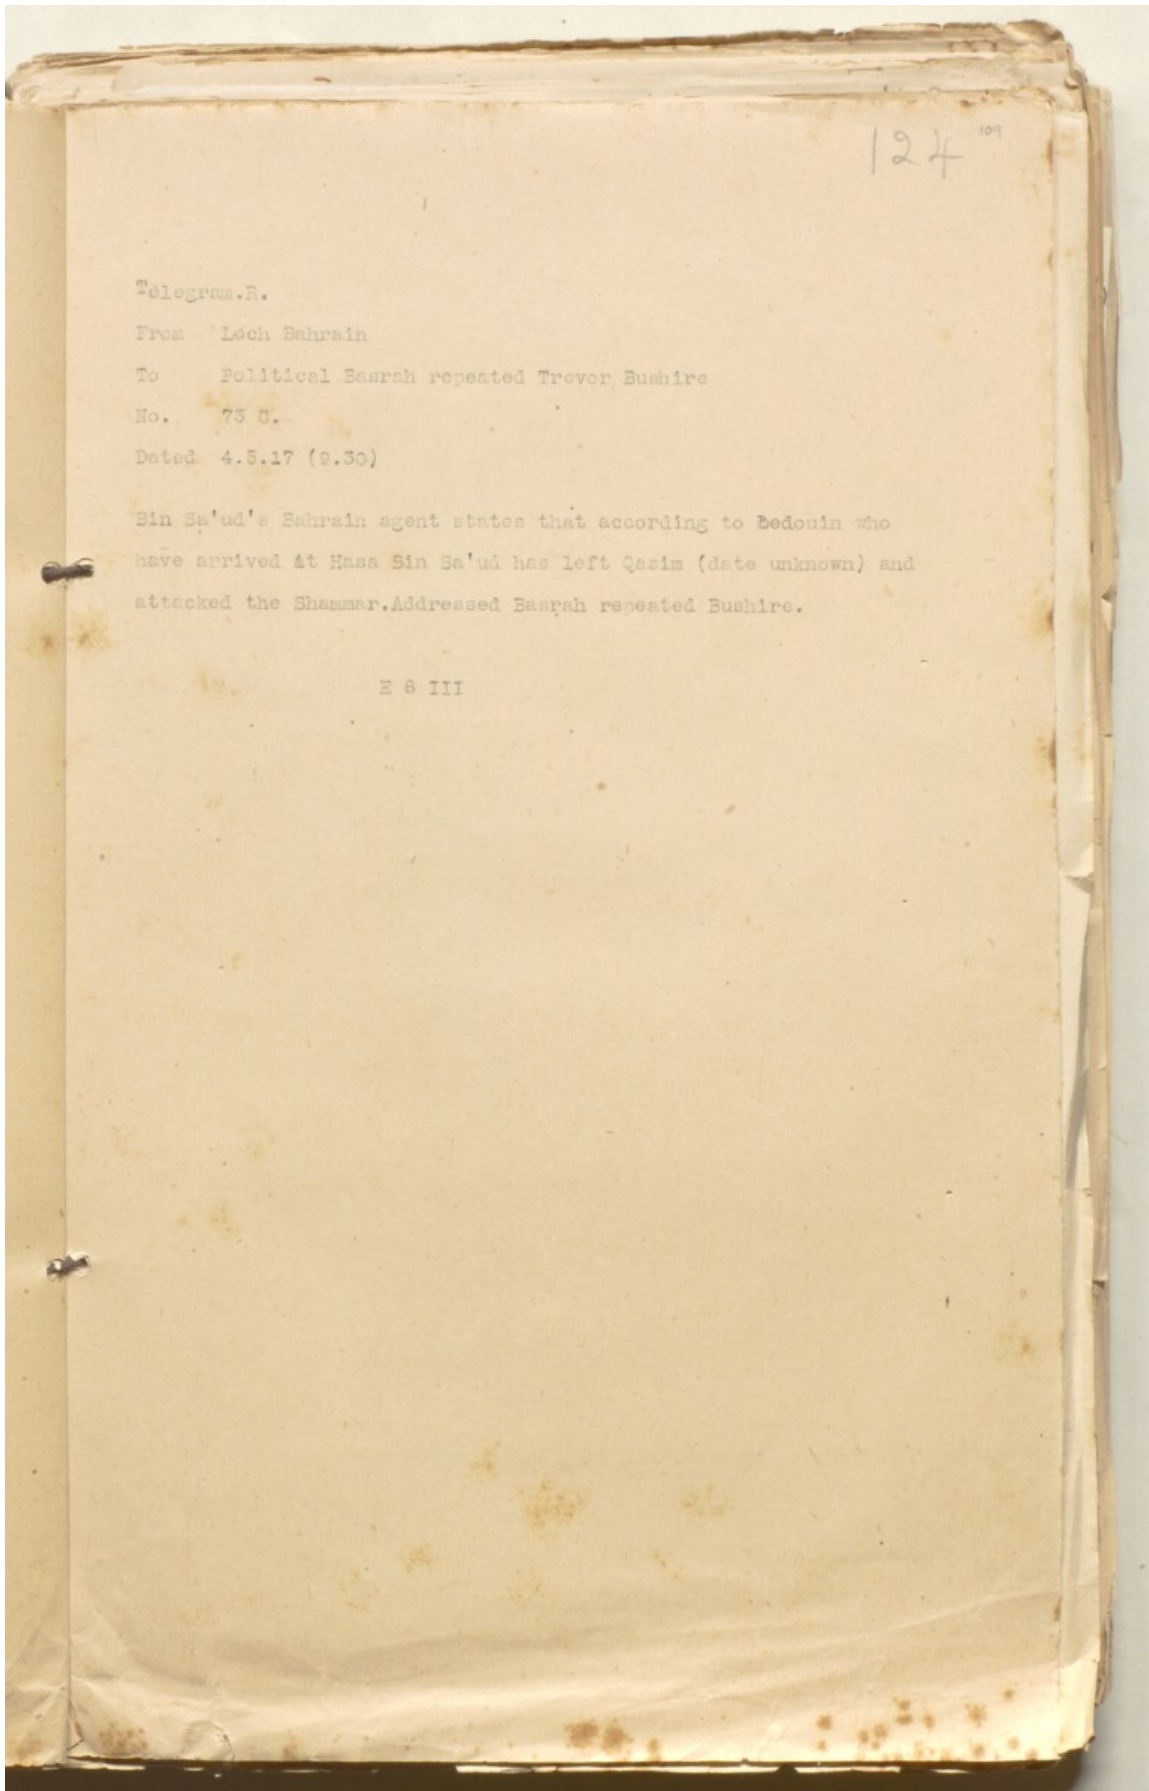 124 109
Telegram.R.
From Loch Bahrain
To Political Basrah repeated Trevor Bushire
No. 73 C.
Dated 4.5.17 (9.30)
Bin Sa'ud's Bahrain agent states that according to Bedouin who
have arrived at Hasa Bin Sa'ud has left Qasim (date unknown) and
attacked the Shammar.Addressed Basrah repeated Bushire.
E 8 III